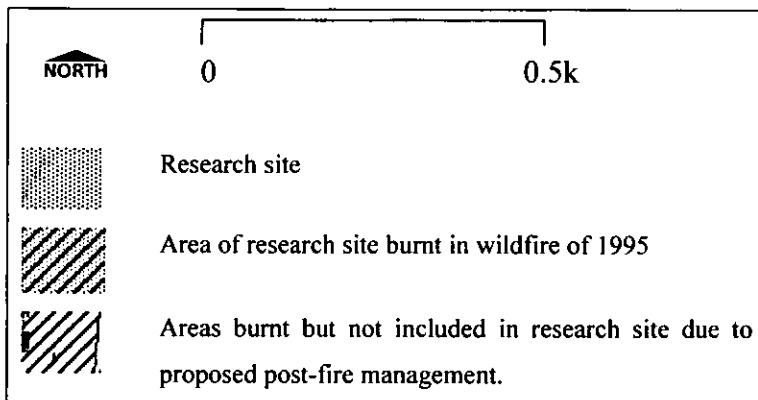 NORTH
0 0.5k
Research site
Area of research site burnt in wildfire of 1995
Areas burnt but not included in research site due to
proposed post-fire management.